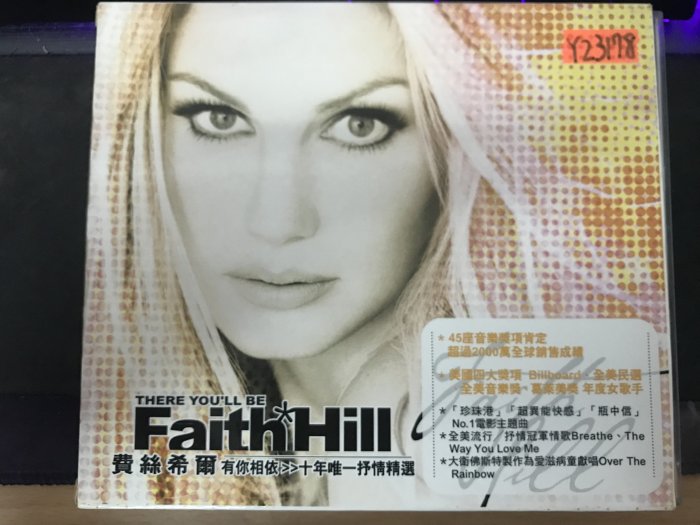 Y23178
THERE YOU'LL BE
Faith*Hill
費絲希爾 有你相依>>十年唯一抒情精選
* 45座音樂獎項肯定
超過2000萬全球銷售成績
* 美國四大獎項 Billboard、全美民選、
全美音樂獎、葛萊美獎 年度女歌手
* 「珍珠港」「超異能快感」「瓶中信」
No.1電影主題曲
* 全美流行/抒情冠軍情歌Breathe、The
Way You Love Me
* 大衛佛斯特製作為愛滋病童獻唱Over The
Rainbow